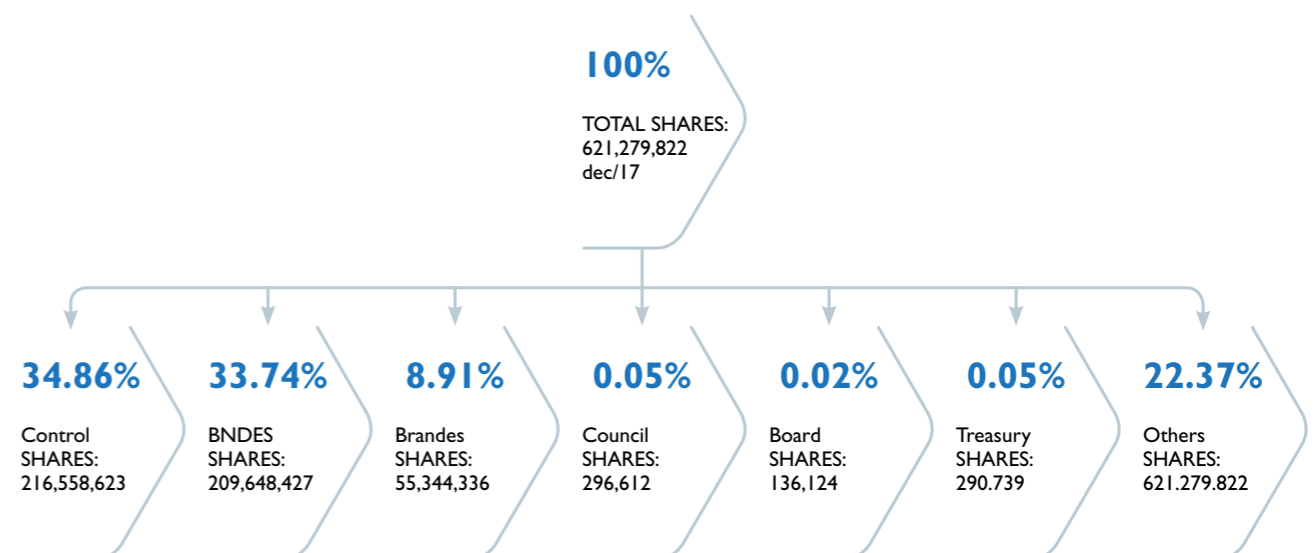 100%
TOTAL SHARES:
621,279,822
dec/17
34.86%
Control
SHARES:
216,558,623
33.74%
BNDES
SHARES:
209,648,427
8.91%
Brandes
SHARES:
55,344,336
0.05%
Council
SHARES:
296,612
0.02%
Board
SHARES:
136,124
0.05%
Treasury
SHARES:
290.739
22.37%
Others
SHARES:
621.279.822